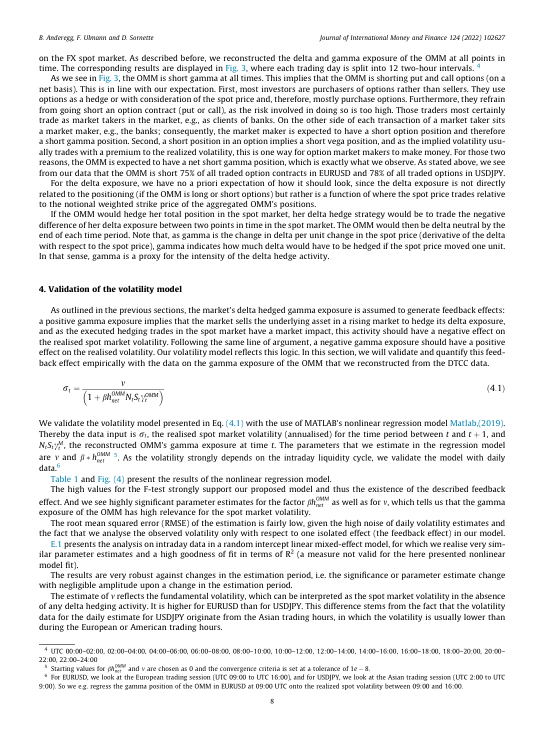 B. Anderegg, F. Ulmann and D. Sornette
Journal of International Money and Finance 124 (2022) 102627
on the FX spot market. As described before, we reconstructed the delta and gamma exposure of the OMM at all points in
time. The corresponding results are displayed in Fig. 3, where each trading day is split into 12 two-hour intervals. 4
As we see in Fig. 3, the OMM is short gamma at all times. This implies that the OMM is shorting put and call options (on a
net basis). This is in line with our expectation. First, most investors are purchasers of options rather than sellers. They use
options as a hedge or with consideration of the spot price and, therefore, mostly purchase options. Furthermore, they refrain
from going short an option contract (put or call), as the risk involved in doing so is too high. Those traders most certainly
trade as market takers in the market, e.g., as clients of banks. On the other side of each transaction of a market taker sits
a market maker, e.g., the banks; consequently, the market maker is expected to have a short option position and therefore
a short gamma position. Second, a short position in an option implies a short vega position, and as the implied volatility usu-
ally trades with a premium to the realized volatility, this is one way for option market makers to make money. For those two
reasons, the OMM is expected to have a net short gamma position, which is exactly what we observe. As stated above, we see
from our data that the OMM is short 75% of all traded option contracts in EURUSD and 78% of all traded options in USDJPY.
For the delta exposure, we have no a priori expectation of how it should look, since the delta exposure is not directly
related to the positioning (if the OMM is long or short options) but rather is a function of where the spot price trades relative
to the notional weighted strike price of the aggregated OMM's positions.
If the OMM would hedge her total position in the spot market, her delta hedge strategy would be to trade the negative
difference of her delta exposure between two points in time in the spot market. The OMM would then be delta neutral by the
end of each time period. Note that, as gamma is the change in delta per unit change in the spot price (derivative of the delta
with respect to the spot price), gamma indicates how much delta would have to be hedged if the spot price moved one unit.
In that sense, gamma is a proxy for the intensity of the delta hedge activity.
4. Validation of the volatility model
As outlined in the previous sections, the market's delta hedged gamma exposure is assumed to generate feedback effects:
a positive gamma exposure implies that the market sells the underlying asset in a rising market to hedge its delta exposure,
and as the executed hedging trades in the spot market have a market impact, this activity should have a negative effect on
the realised spot market volatility. Following the same line of argument, a negative gamma exposure should have a positive
effect on the realised volatility. Our volatility model reflects this logic. In this section, we will validate and quantify this feed-
back effect empirically with the data on the gamma exposure of the OMM that we reconstructed from the DTCC data.
σt = ν / (1 + βh^OMM_net NtStγ^OMM_t) (4.1)
We validate the volatility model presented in Eq. (4.1) with the use of MATLAB's nonlinear regression model Matlab,(2019).
Thereby the data input is σt, the realised spot market volatility (annualised) for the time period between t and t + 1, and
NtStγ^M_t, the reconstructed OMM's gamma exposure at time t. The parameters that we estimate in the regression model
are ν and β * h^OMM_net 5. As the volatility strongly depends on the intraday liquidity cycle, we validate the model with daily
data.6
Table 1 and Fig. (4) present the results of the nonlinear regression model.
The high values for the F-test strongly support our proposed model and thus the existence of the described feedback
effect. And we see highly significant parameter estimates for the factor βh^OMM_net as well as for ν, which tells us that the gamma
exposure of the OMM has high relevance for the spot market volatility.
The root mean squared error (RMSE) of the estimation is fairly low, given the high noise of daily volatility estimates and
the fact that we analyse the observed volatility only with respect to one isolated effect (the feedback effect) in our model.
E.1 presents the analysis on intraday data in a random intercept linear mixed-effect model, for which we realise very sim-
ilar parameter estimates and a high goodness of fit in terms of R2 (a measure not valid for the here presented nonlinear
model fit).
The results are very robust against changes in the estimation period, i.e. the significance or parameter estimate change
with negligible amplitude upon a change in the estimation period.
The estimate of ν reflects the fundamental volatility, which can be interpreted as the spot market volatility in the absence
of any delta hedging activity. It is higher for EURUSD than for USDJPY. This difference stems from the fact that the volatility
data for the daily estimate for USDJPY originate from the Asian trading hours, in which the volatility is usually lower than
during the European or American trading hours.
4 UTC 00:00–02:00, 02:00–04:00, 04:00–06:00, 06:00–08:00, 08:00–10:00, 10:00–12:00, 12:00–14:00, 14:00–16:00, 16:00–18:00, 18:00–20:00, 20:00–
22:00, 22:00–24:00
5 Starting values for βh^OMM_net and ν are chosen as 0 and the convergence criteria is set at a tolerance of 1e − 8.
6 For EURUSD, we look at the European trading session (UTC 09:00 to UTC 16:00), and for USDJPY, we look at the Asian trading session (UTC 2:00 to UTC
9:00). So we e.g. regress the gamma position of the OMM in EURUSD at 09:00 UTC onto the realized spot volatility between 09:00 and 16:00.
8